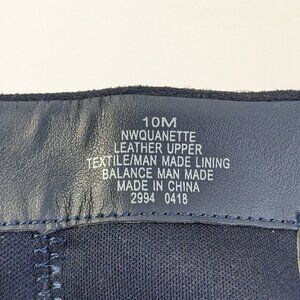 10M
NWQUANETTE
LEATHER UPPER
TEXTILE/MAN MADE LINING
BALANCE MAN MADE
MADE IN CHINA
2994 0418